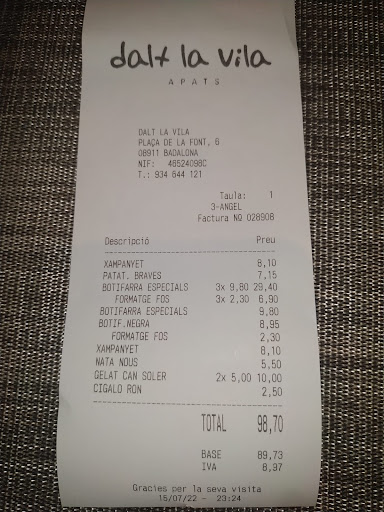 dalt la vila
APATS
DALT LA VILA
PLAÇA DE LA FONT, 6
08911 BADALONA
NIF: 46524098C
T.: 934 644 121
Taula: 1
3-ANGEL
Factura NQ 028908
Descripció Preu
XAMPANYET 8,10
PATAT. BRAVES 7,15
BOTIFARRA ESPECIALS 3x 9,80 29,40
FORMATGE FOS 3x 2,30 6,90
BOTIFARRA ESPECIALS 9,80
BOTIF.NEGRA 8,95
FORMATGE FOS 2,30
XAMPANYET 8,10
NATA NOUS 5,50
GELAT CAN SOLER 2x 5,00 10,00
CIGALO RON 2,50
TOTAL 98,70
BASE 89,73
IVA 8,97
Gracies per la seva visita
15/07/22 - 23:24